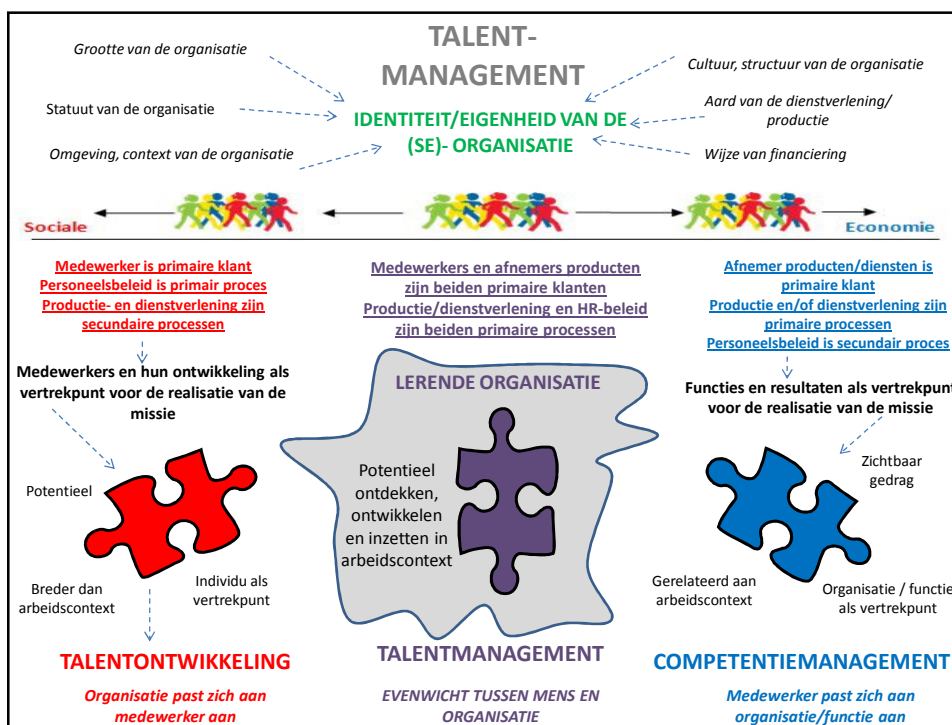 TALENT-
MANAGEMENT
Grootte van de organisatie
Statuut van de organisatie
Omgeving, context van de organisatie
IDENTITEIT/EIGENHEID VAN DE
(SE)- ORGANISATIE
Cultuur, structuur van de organisatie
Aard van de dienstverlening/
productie
Wijze van financiering
Sociale
Economie
Medewerker is primaire klant
Personeelsbeleid is primair proces
Productie- en dienstverlening zijn
secundaire processen
Medewerkers en hun ontwikkeling als
vertrekpunt voor de realisatie van de
missie
Potentieel
Breder dan
arbeidscontext
Individu als
vertrekpunt
TALENTONTWIKKELING
Organisatie past zich aan
medewerker aan
Medewerkers en afnemers producten
zijn beiden primaire klanten
Productie/dienstverlening en HR-beleid
zijn beiden primaire processen
LERENDE ORGANISATIE
Potentieel
ontdekken,
ontwikkelen
en inzetten in
arbeidscontext
TALENTMANAGEMENT
EVENWICHT TUSSEN MENS EN
ORGANISATIE
Afnemer producten/diensten is
primaire klant
Productie en/of dienstverlening zijn
primaire processen
Personeelsbeleid is secundair proces
Functies en resultaten als vertrekpunt
voor de realisatie van de missie
Zichtbaar
gedrag
Gerelateerd aan
arbeidscontext
Organisatie / functie
als vertrekpunt
COMPETENTIEMANAGEMENT
Medewerker past zich aan
organisatie/functie aan